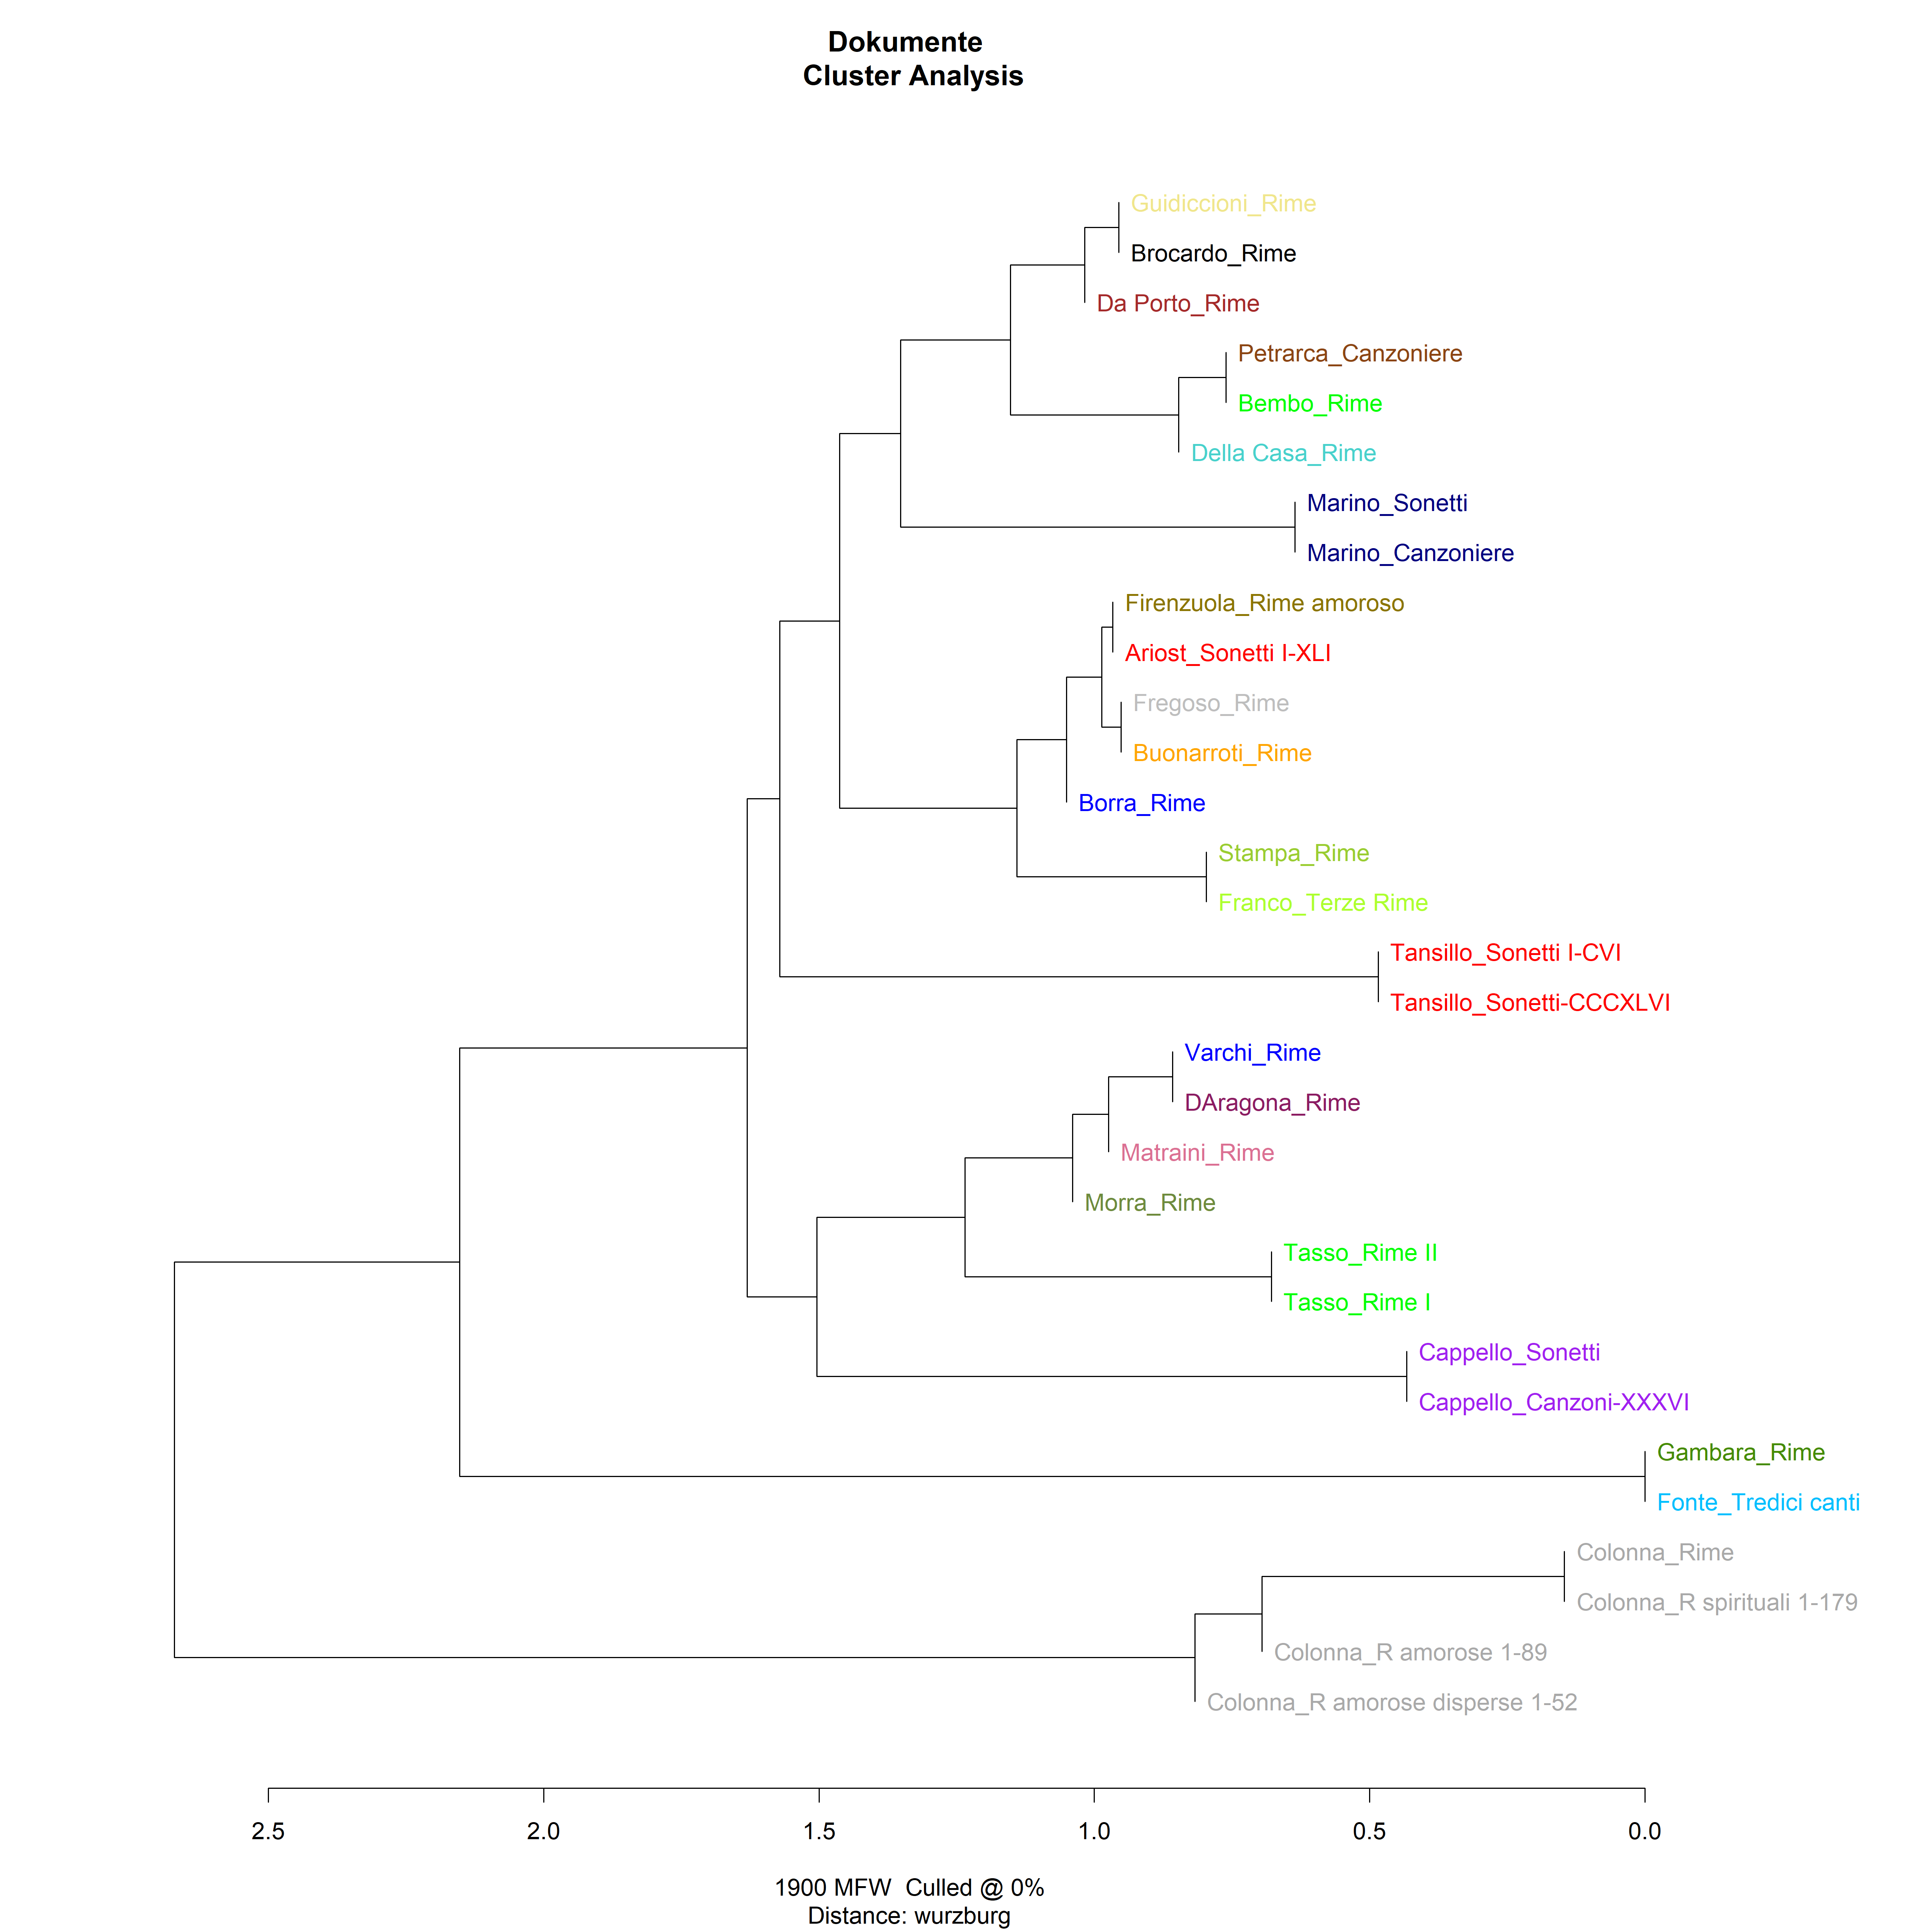 Dokumente
Cluster Analysis
Guidiccioni_Rime
Brocardo_Rime
Da Porto_Rime
Petrarca_Canzoniere
Bembo_Rime
Della Casa_Rime
Marino_Sonetti
Marino_Canzoniere
Firenzuola_Rime amoroso
Ariost_Sonetti I-XLI
Fregoso_Rime
Buonarroti_Rime
Borra_Rime
Stampa_Rime
Franco_Terze Rime
Tansillo_Sonetti I-CVI
Tansillo_Sonetti-CCCXLVI
Varchi_Rime
DAragona_Rime
Matraini_Rime
Morra_Rime
Tasso_Rime II
Tasso_Rime I
Cappello_Sonetti
Cappello_Canzoni-XXXVI
Gambara_Rime
Fonte_Tredici canti
Colonna_Rime
Colonna_R spirituali 1-179
Colonna_R amorose 1-89
Colonna_R amorose disperse 1-52
2.5 2.0 1.5 1.0 0.5 0.0
1900 MFW  Culled @ 0%
Distance: wurzburg